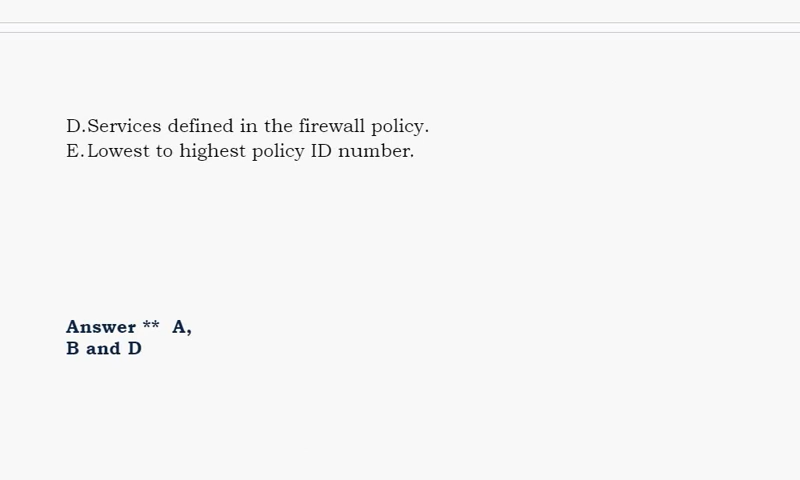 D.Services defined in the firewall policy.
E.Lowest to highest policy ID number.
Answer **  A,
B and D